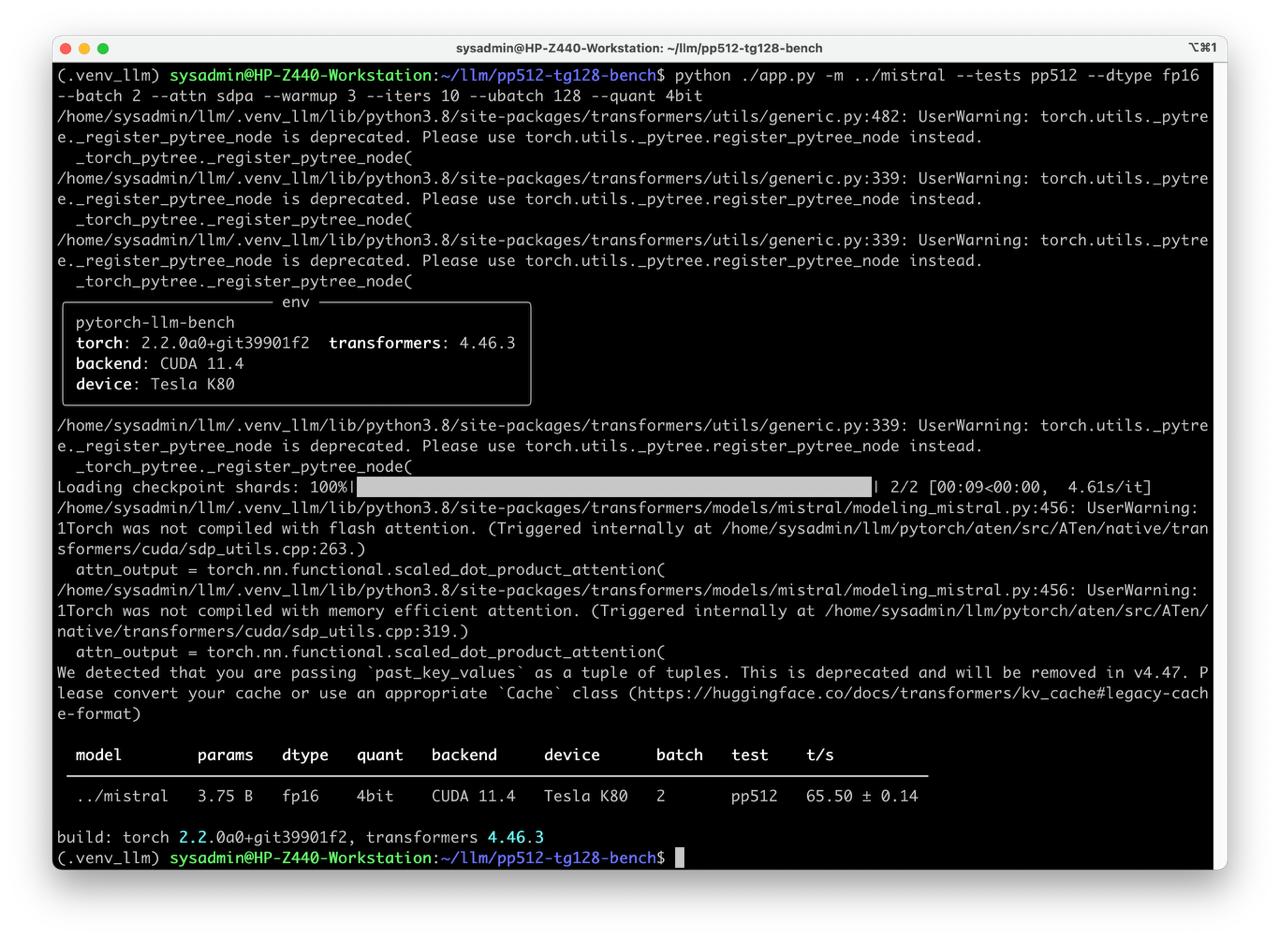 sysadmin@HP-Z440-Workstation: ~/llm/pp512-tg128-bench
⌥⌘1
(.venv_llm) sysadmin@HP-Z440-Workstation:~/llm/pp512-tg128-bench$ python ./app.py -m ../mistral --tests pp512 --dtype fp16
--batch 2 --attn sdpa --warmup 3 --iters 10 --ubatch 128 --quant 4bit
/home/sysadmin/llm/.venv_llm/lib/python3.8/site-packages/transformers/utils/generic.py:482: UserWarning: torch.utils._pytre
e._register_pytree_node is deprecated. Please use torch.utils._pytree.register_pytree_node instead.
  _torch_pytree._register_pytree_node(
/home/sysadmin/llm/.venv_llm/lib/python3.8/site-packages/transformers/utils/generic.py:339: UserWarning: torch.utils._pytre
e._register_pytree_node is deprecated. Please use torch.utils._pytree.register_pytree_node instead.
  _torch_pytree._register_pytree_node(
/home/sysadmin/llm/.venv_llm/lib/python3.8/site-packages/transformers/utils/generic.py:339: UserWarning: torch.utils._pytre
e._register_pytree_node is deprecated. Please use torch.utils._pytree.register_pytree_node instead.
  _torch_pytree._register_pytree_node(
env
pytorch-llm-bench
torch: 2.2.0a0+git39901f2  transformers: 4.46.3
backend: CUDA 11.4
device: Tesla K80
/home/sysadmin/llm/.venv_llm/lib/python3.8/site-packages/transformers/utils/generic.py:339: UserWarning: torch.utils._pytre
e._register_pytree_node is deprecated. Please use torch.utils._pytree.register_pytree_node instead.
  _torch_pytree._register_pytree_node(
Loading checkpoint shards: 100%| | 2/2 [00:09<00:00,  4.61s/it]
/home/sysadmin/llm/.venv_llm/lib/python3.8/site-packages/transformers/models/mistral/modeling_mistral.py:456: UserWarning:
1Torch was not compiled with flash attention. (Triggered internally at /home/sysadmin/llm/pytorch/aten/src/ATen/native/tran
sformers/cuda/sdp_utils.cpp:263.)
  attn_output = torch.nn.functional.scaled_dot_product_attention(
/home/sysadmin/llm/.venv_llm/lib/python3.8/site-packages/transformers/models/mistral/modeling_mistral.py:456: UserWarning:
1Torch was not compiled with memory efficient attention. (Triggered internally at /home/sysadmin/llm/pytorch/aten/src/ATen/
native/transformers/cuda/sdp_utils.cpp:319.)
  attn_output = torch.nn.functional.scaled_dot_product_attention(
We detected that you are passing `past_key_values` as a tuple of tuples. This is deprecated and will be removed in v4.47. P
lease convert your cache or use an appropriate `Cache` class (https://huggingface.co/docs/transformers/kv_cache#legacy-cach
e-format)
model  params  dtype  quant  backend  device  batch  test  t/s
../mistral  3.75 B  fp16  4bit  CUDA 11.4  Tesla K80  2  pp512  65.50 ± 0.14
build: torch 2.2.0a0+git39901f2, transformers 4.46.3
(.venv_llm) sysadmin@HP-Z440-Workstation:~/llm/pp512-tg128-bench$